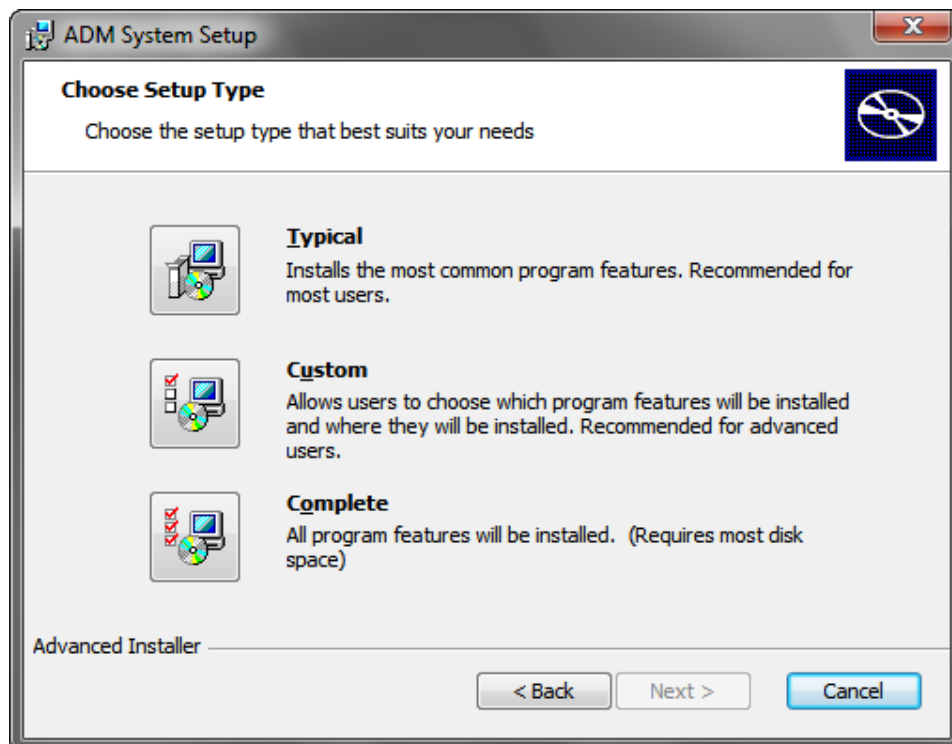 ADM System Setup
Choose Setup Type
Choose the setup type that best suits your needs
Typical
Installs the most common program features. Recommended for
most users.
Custom
Allows users to choose which program features will be installed
and where they will be installed. Recommended for advanced
users.
Complete
All program features will be installed.  (Requires most disk
space)
Advanced Installer
< Back
Next >
Cancel